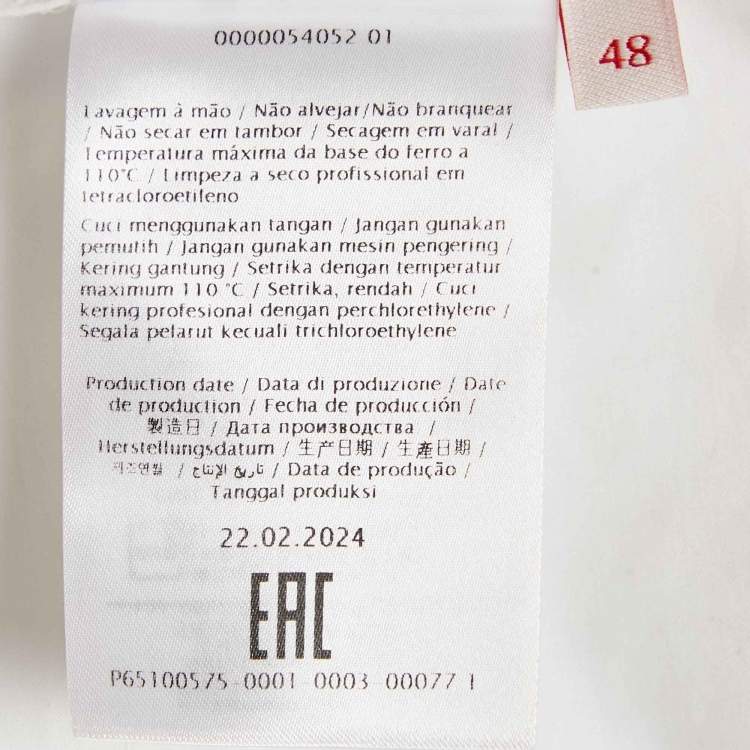 0000054052 01
48
Lavagem à mão / Não alvejar/Não branquear
/ Não secar em tambor / Secagem em varal /
Temperatura máxima da base do ferro a
110°C / Limpeza a seco profissional em
tetracloroetileno
Cuci menggunakan tangan / Jangan gunakan
pemutih / Jangan gunakan mesin pengering /
Kering gantung / Setrika dengan temperatur
maximum 110 °C / Setrika, rendah / Cuci
kering profesional dengan perchlorethylene /
Segala pelarut kecuali trichloroethylene
Production date / Data di produzione / Date
de production / Fecha de producción /
製造日 / Дата производства /
Herstellungsdatum / 生产日期 / 生產日期 /
제조연월 / تاريخ الإنتاج / Data de produção /
Tanggal produksi
22.02.2024
EAC
P65100575-0001 0003 00077 1